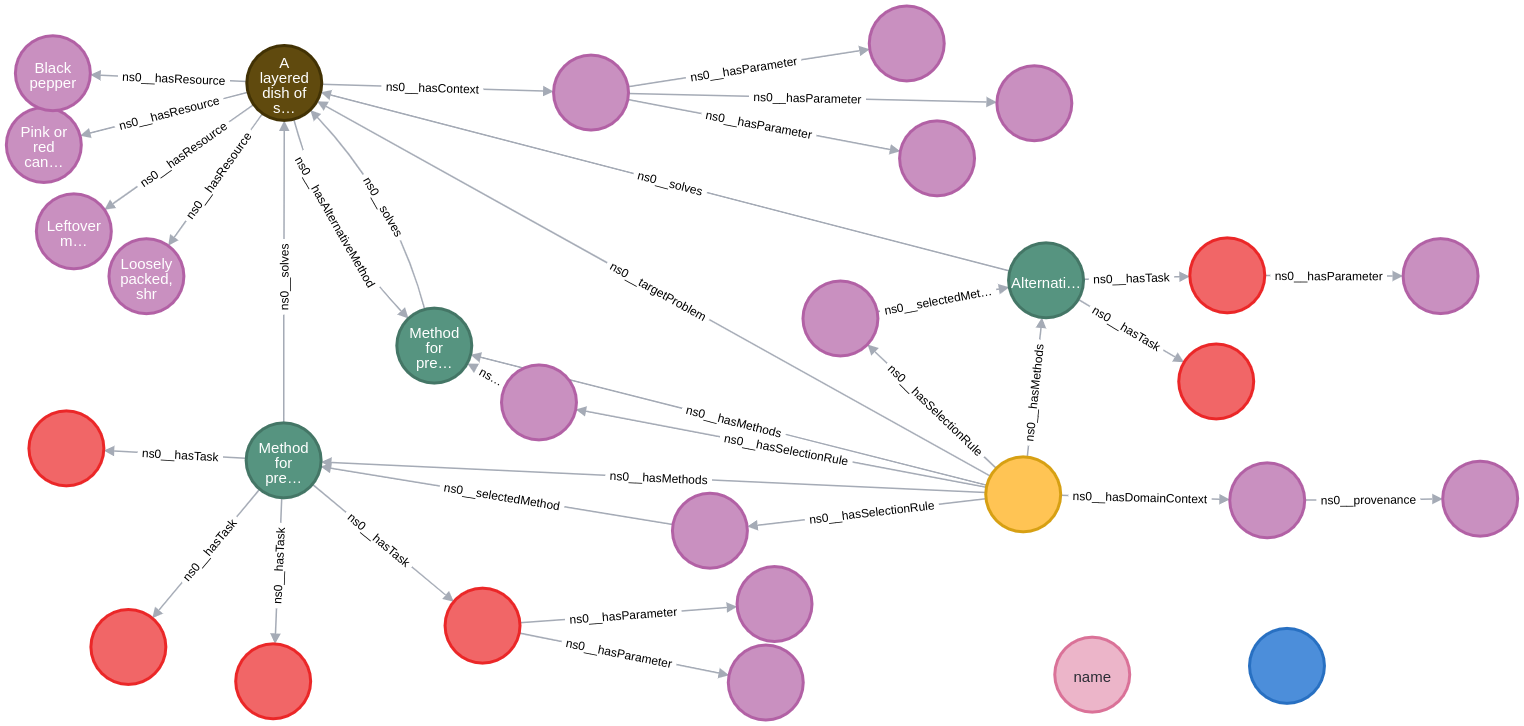 Black
pepper
ns0__hasResource
A
layered
dish of
s…
ns0__hasContext
ns0__hasParameter
ns0__hasParameter
ns0__hasParameter
Pink or
red
can…
ns0__hasResource
ns0__hasResource
ns0__hasResource
Leftover
m…
Loosely
packed,
shr
ns0__hasAlternativeMethod
ns0__solves
ns0__solves
ns0__solves
ns0__targetProblem
Method
for
pre…
ns…
ns0__selectedMet…
Alternati…
ns0__hasTask
ns0__hasParameter
ns0__hasTask
ns0__hasMethods
ns0__hasSelectionRule
ns0__hasMethods
ns0__hasSelectionRule
ns0__hasTask
Method
for
pre…
ns0__hasMethods
ns0__selectedMethod
ns0__hasSelectionRule
ns0__hasDomainContext
ns0__provenance
ns0__hasTask
ns0__hasTask
ns0__hasTask
ns0__hasParameter
ns0__hasParameter
name